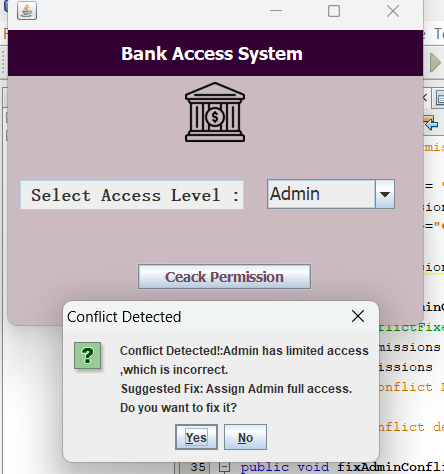 Bank Access System
Select Access Level :
Admin
Ceack Permission
Conflict Detected
Conflict Detected!:Admin has limited access
,which is incorrect.
Suggested Fix: Assign Admin full access.
Do you want to fix it?
Yes
No
35
public void fixAdminConfl